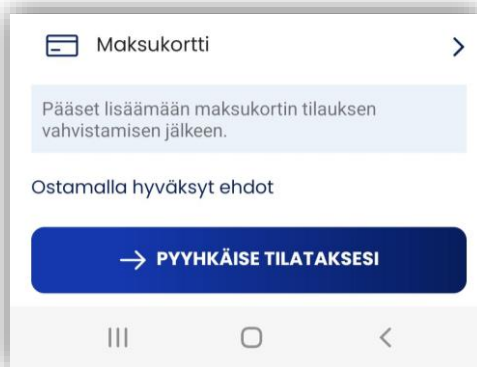 Maksukortti
Pääset lisäämään maksukortin tilauksen
vahvistamisen jälkeen.
Ostamalla hyväksyt ehdot
PYYHKÄISE TILATAKSESI